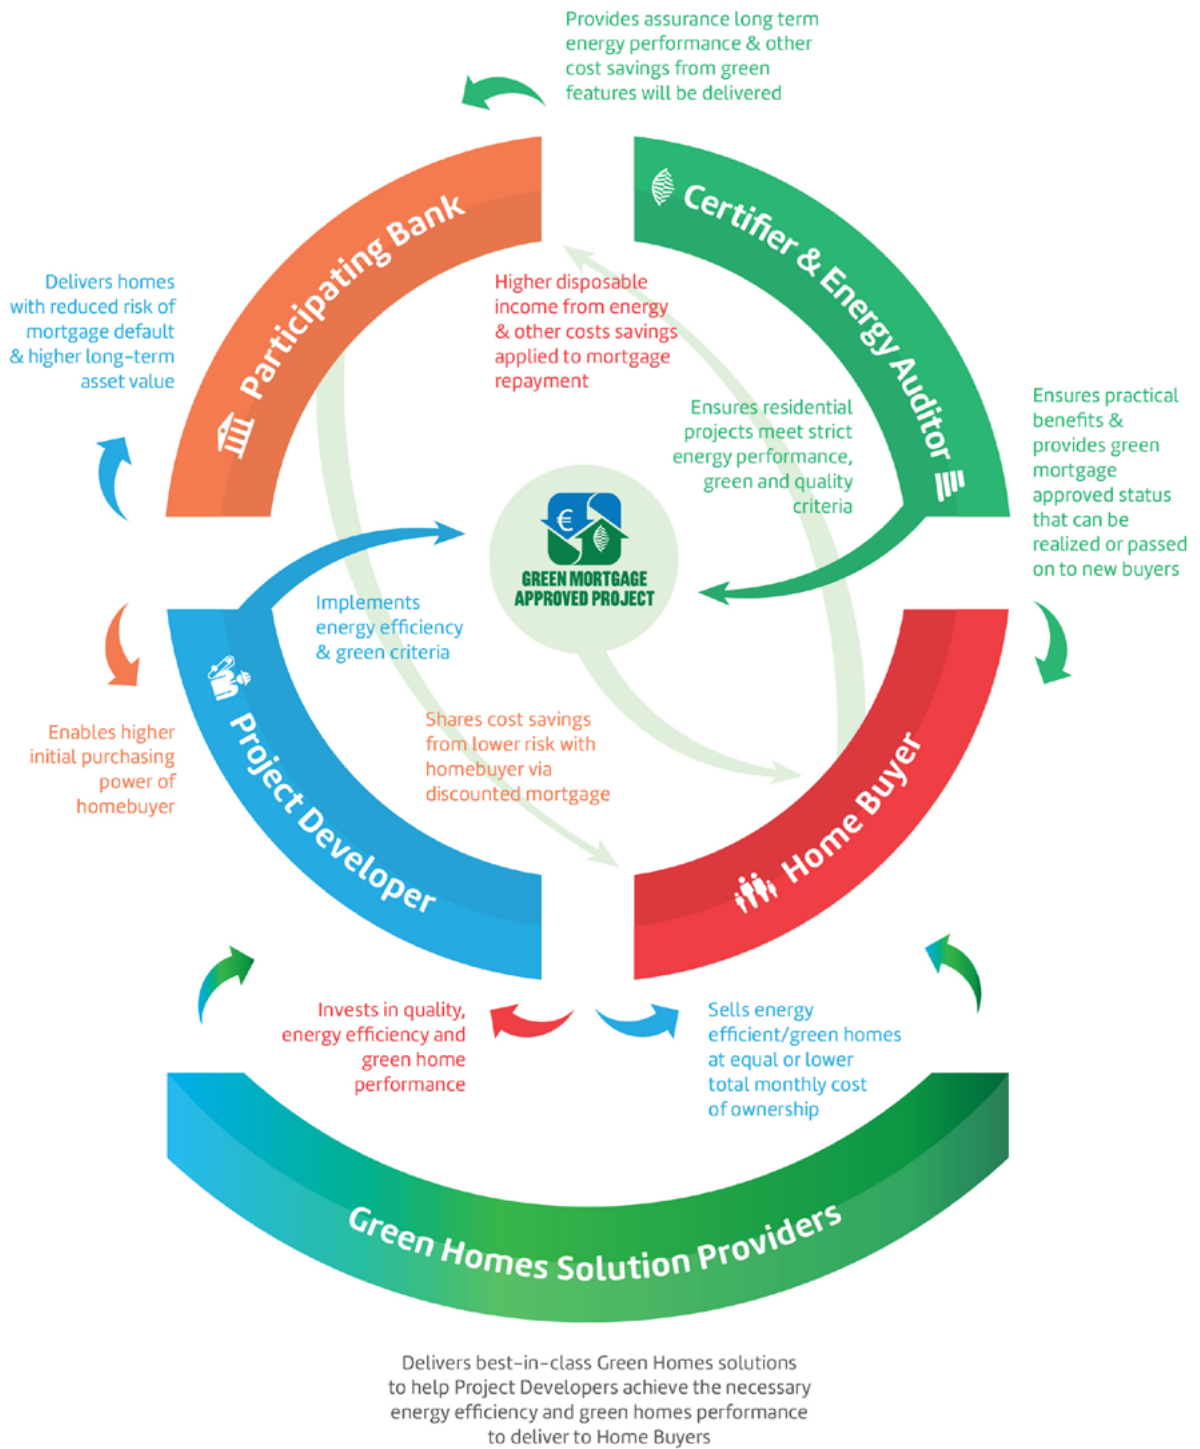 Provides assurance long term
energy performance & other
cost savings from green
features will be delivered
Participating Bank
Certifier & Energy Auditor
Delivers homes
with reduced risk of
mortgage default
& higher long-term
asset value
Higher disposable
income from energy
& other costs savings
applied to mortgage
repayment
Ensures residential
projects meet strict
energy performance,
green and quality
criteria
Ensures practical
benefits &
provides green
mortgage
approved status
that can be
realized or passed
on to new buyers
€
GREEN MORTGAGE
APPROVED PROJECT
Implements
energy efficiency
& green criteria
Enables higher
initial purchasing
power of
homebuyer
Shares cost savings
from lower risk with
homebuyer via
discounted mortgage
Project Developer
Home Buyer
Invests in quality,
energy efficiency and
green home
performance
Sells energy
efficient/green homes
at equal or lower
total monthly cost
of ownership
Green Homes Solution Providers
Delivers best-in-class Green Homes solutions
to help Project Developers achieve the necessary
energy efficiency and green homes performance
to deliver to Home Buyers